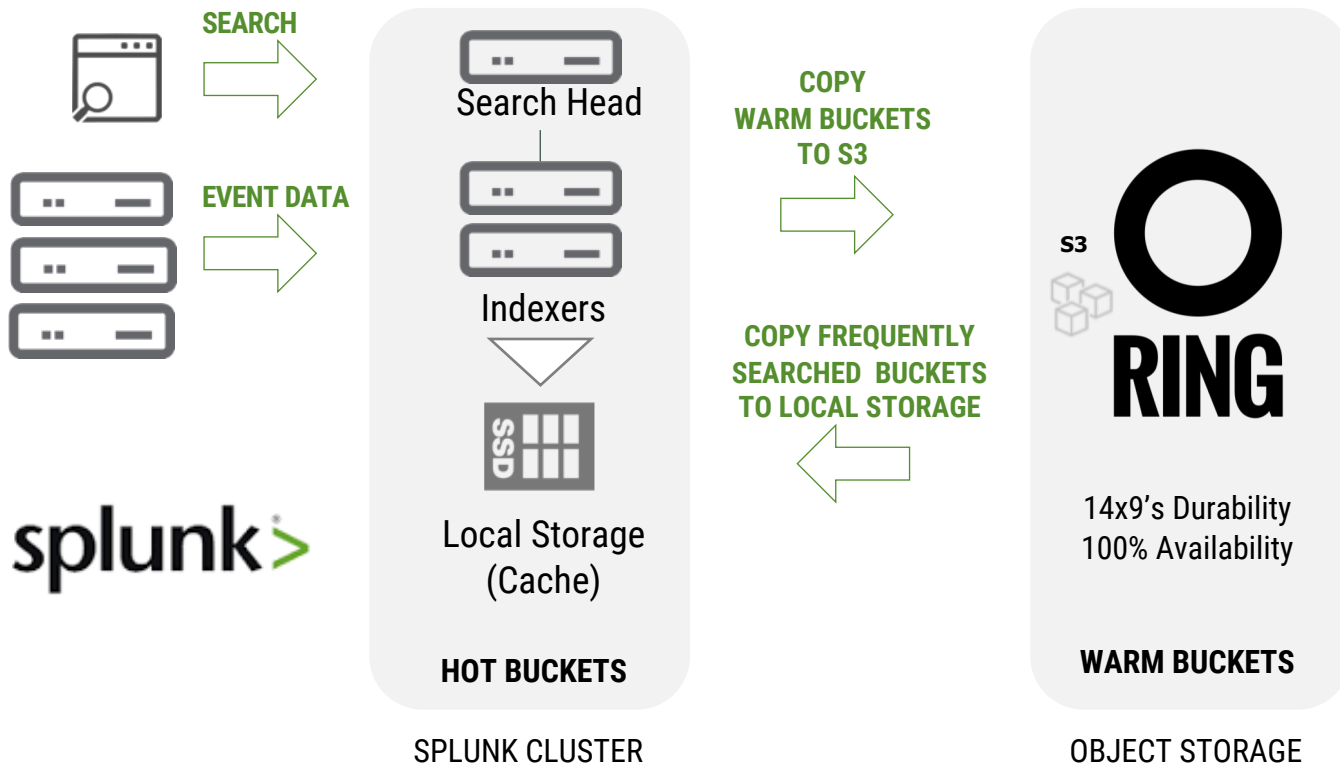 SEARCH
EVENT DATA
splunk>
Search Head
Indexers
SSD
Local Storage
(Cache)
HOT BUCKETS
SPLUNK CLUSTER
COPY
WARM BUCKETS
TO S3
COPY FREQUENTLY
SEARCHED BUCKETS
TO LOCAL STORAGE
S3
RING
14x9's Durability
100% Availability
WARM BUCKETS
OBJECT STORAGE